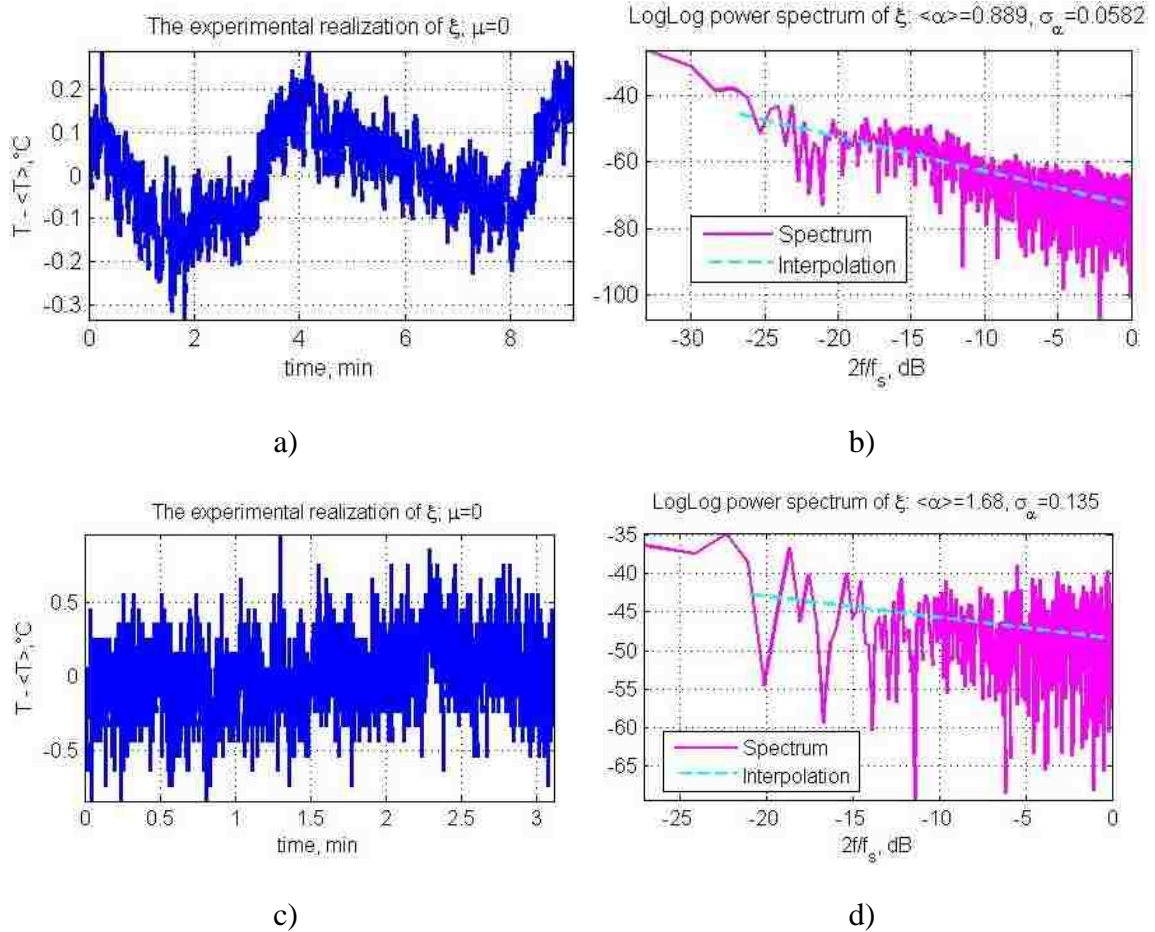 The experimental realization of ξ; μ=0
T - <T>,°C
0.2
0.1
0
-0.1
-0.2
-0.3
0 2 4 6 8
time, min
a)
LogLog power spectrum of ξ: <α>=0.889, σα=0.0582
-40
-60
-80
-100
Spectrum
Interpolation
-30 -25 -20 -15 -10 -5 0
2f/fs, dB
b)
The experimental realization of ξ; μ=0
T - <T>,°C
0.5
0
-0.5
0 0.5 1 1.5 2 2.5 3
time, min
c)
LogLog power spectrum of ξ: <α>=1.68, σα=0.135
-35
-40
-45
-50
-55
-60
-65
Spectrum
Interpolation
-25 -20 -15 -10 -5 0
2f/fs, dB
d)